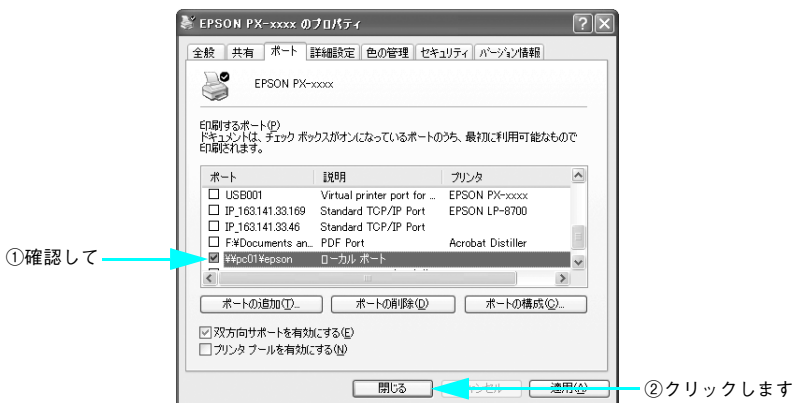 EPSON PX-xxxx のプロパティ
全般 共有 ポート 詳細設定 色の管理 セキュリティ バージョン情報
EPSON PX-xxxx
印刷するポート(P)
ドキュメントは、チェック ボックスがオンになっているポートのうち、最初に利用可能なもので
印刷されます。
ポート 説明 プリンタ
USB001 Virtual printer port for ... EPSON PX-xxxx
IP_163.141.33.169 Standard TCP/IP Port EPSON LP-8700
IP_163.141.33.46 Standard TCP/IP Port
F:¥Documents an... PDF Port Acrobat Distiller
①確認して
¥¥pc01¥epson ローカル ポート
ポートの追加(T)... ポートの削除(D) ポートの構成(C)...
双方向サポートを有効にする(E)
プリンタ プールを有効にする(N)
閉じる 適用(A)
②クリックします